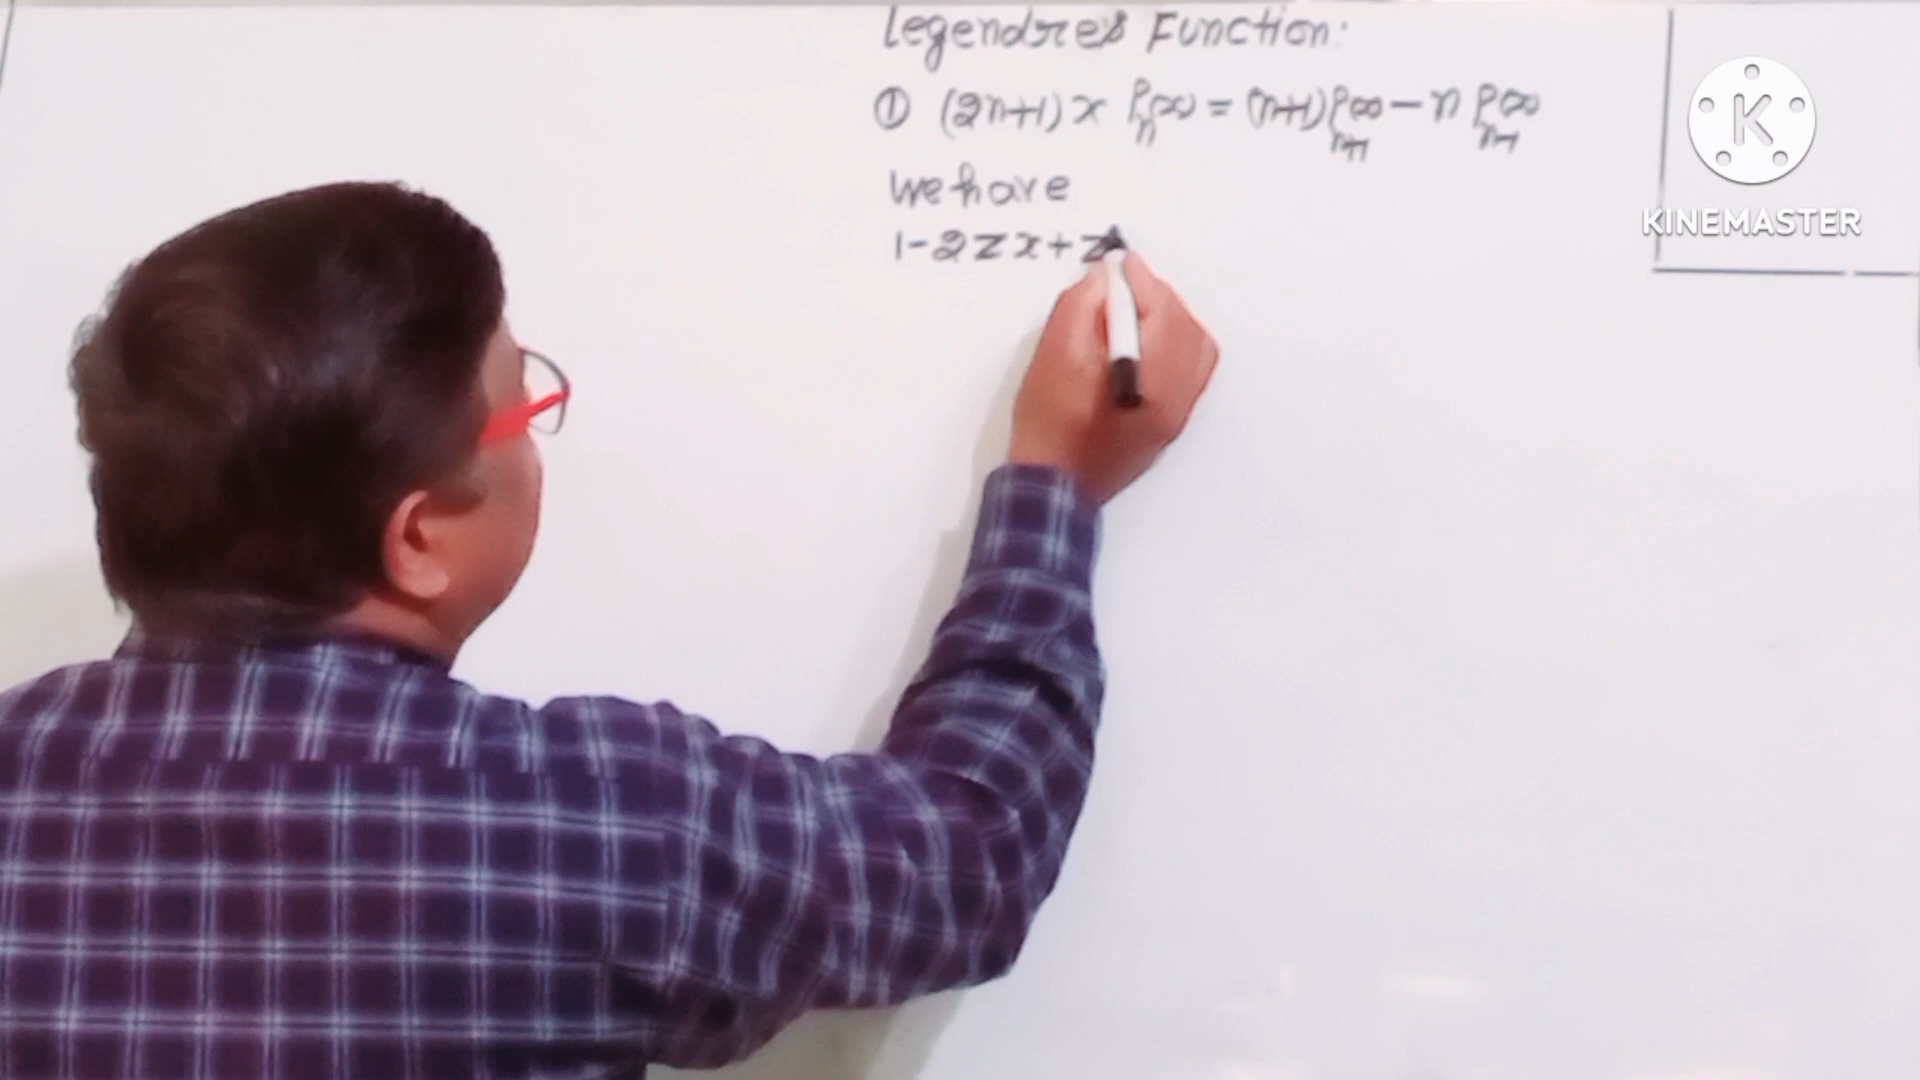 Legendre's Function:
① (2n+1) x Pn(x) = (n+1) Pn+1(x) - n Pn-1(x)
we have
1-2zx+z
K
KINEMASTER